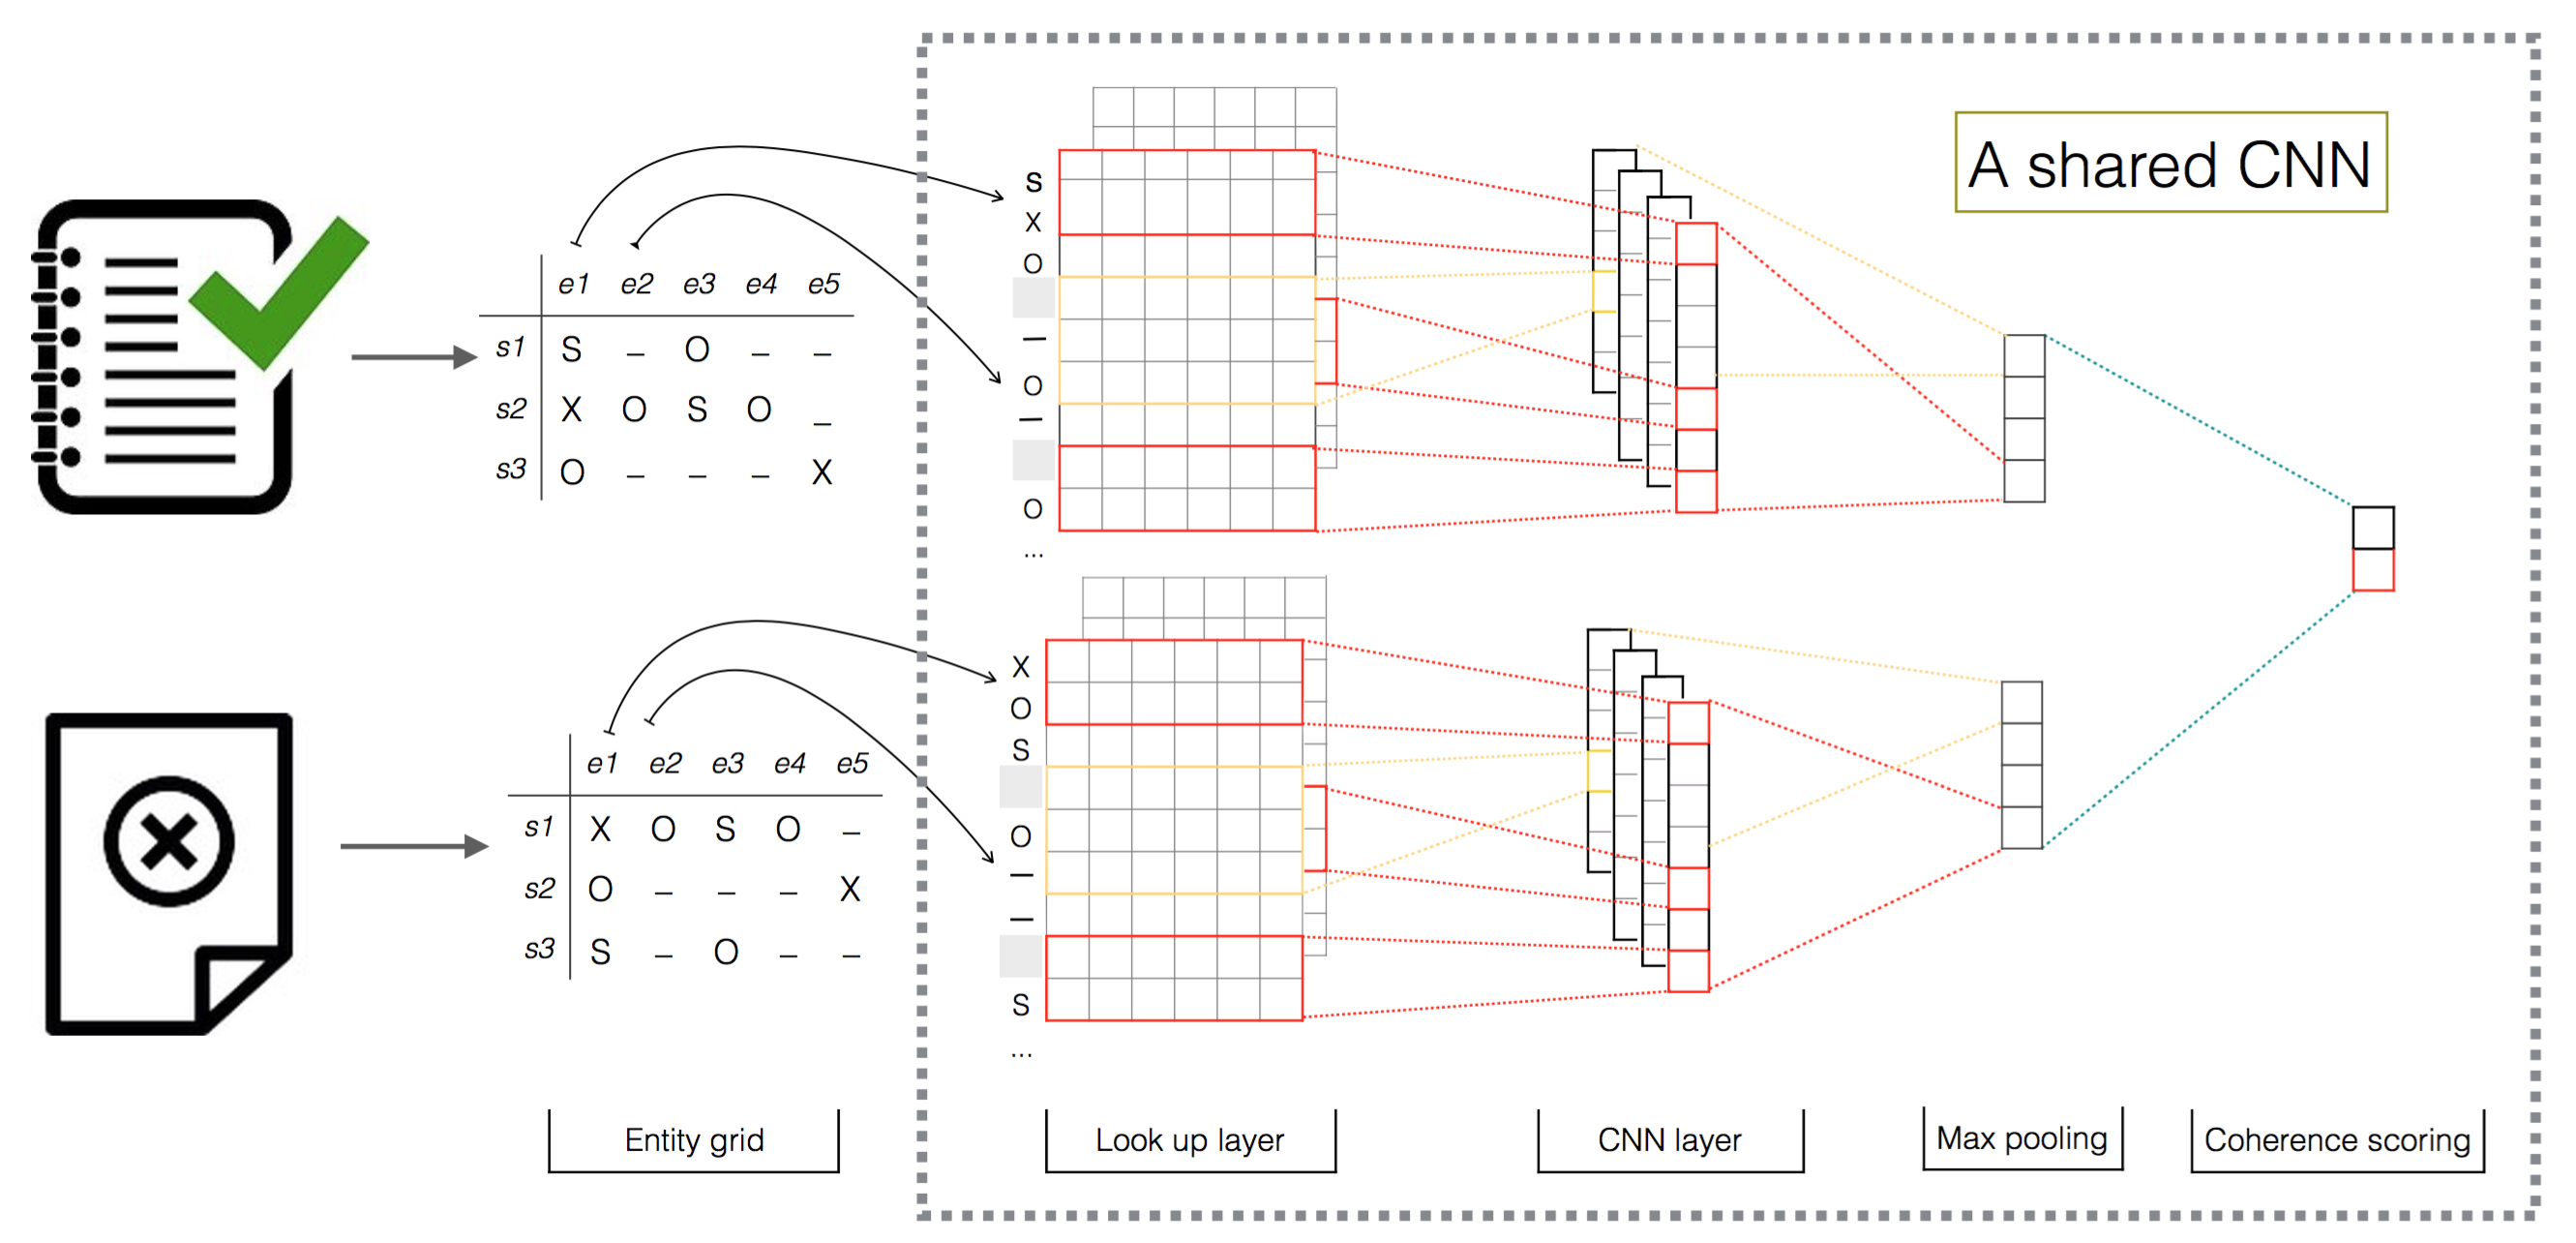 A shared CNN
e1 e2 e3 e4 e5
s1 S – O – –
s2 X O S O _
s3 O – – – X
S
X
O
—
O
—
O
...
e1 e2 e3 e4 e5
s1 X O S O –
s2 O – – – X
s3 S – O – –
X
O
S
O
—
—
S
...
Entity grid
Look up layer
CNN layer
Max pooling
Coherence scoring